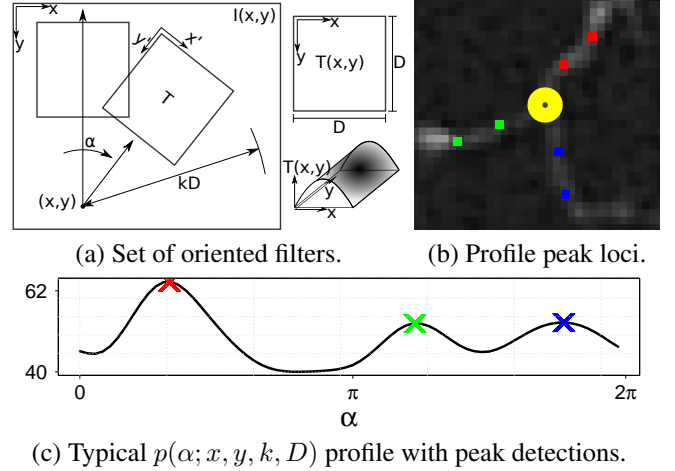 x
y
I(x,y)
y'
x'
T
α
kD
(x,y)
x
y
T(x,y)
D
D
T(x,y)
y
x
(a) Set of oriented filters.
(b) Profile peak loci.
62
40
0
π
2π
α
(c) Typical p(α; x, y, k, D) profile with peak detections.